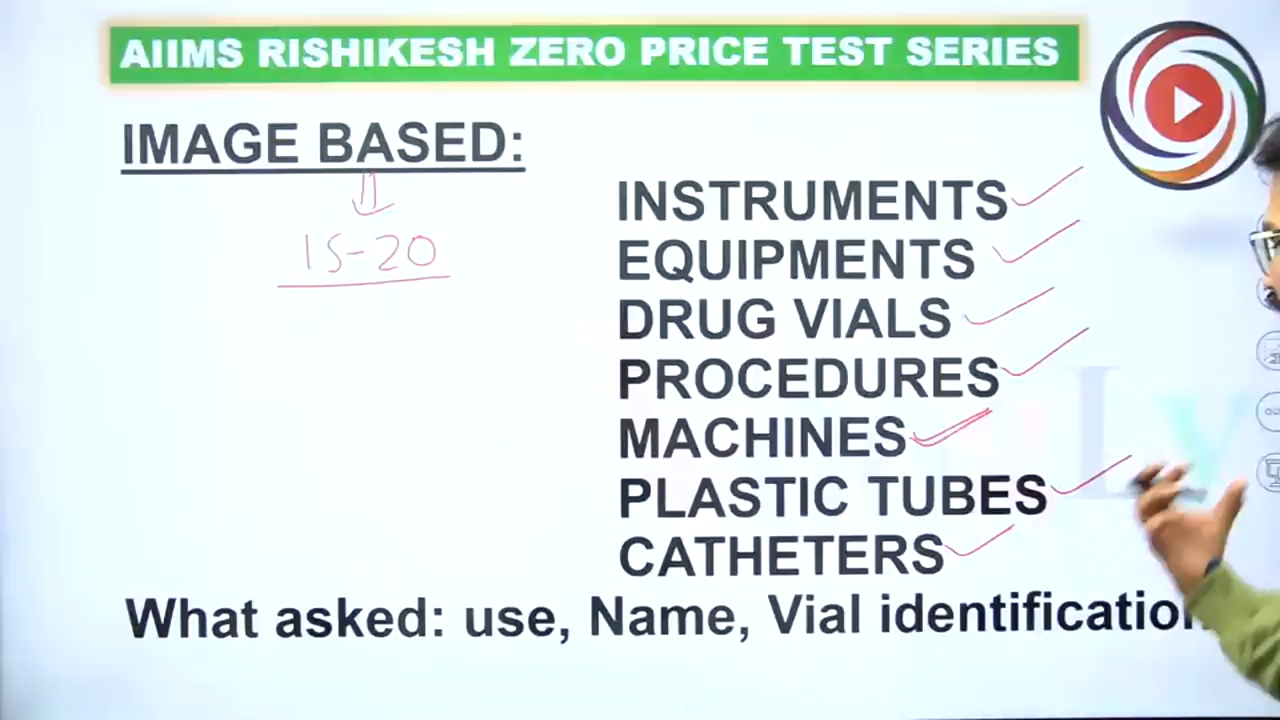 AIIMS RISHIKESH ZERO PRICE TEST SERIES
IMAGE BASED:
15-20
INSTRUMENTS
EQUIPMENTS
DRUG VIALS
PROCEDURES
MACHINES
PLASTIC TUBES
CATHETERS
What asked: use, Name, Vial identification